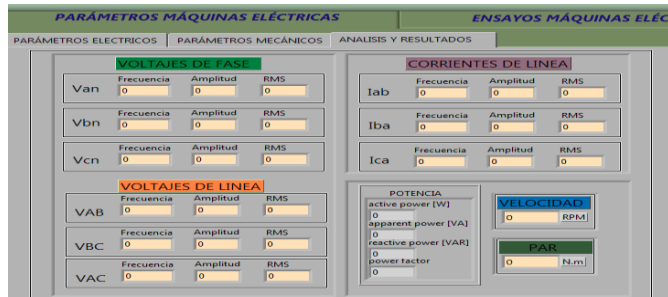 PARÁMETROS MÁQUINAS ELÉCTRICAS
ENSAYOS MÁQUINAS ELÉC
PARÁMETROS ELECTRICOS
PARÁMETROS MECÁNICOS
ANALISIS Y RESULTADOS
VOLTAJES DE FASE
Frecuencia Amplitud RMS
Van 0 0 0
Frecuencia Amplitud RMS
Vbn 0 0 0
Frecuencia Amplitud RMS
Vcn 0 0 0
VOLTAJES DE LINEA
Frecuencia Amplitud RMS
VAB 0 0 0
Frecuencia Amplitud RMS
VBC 0 0 0
Frecuencia Amplitud RMS
VAC 0 0 0
CORRIENTES DE LINEA
Frecuencia Amplitud RMS
Iab 0 0 0
Frecuencia Amplitud RMS
Iba 0 0 0
Frecuencia Amplitud RMS
Ica 0 0 0
POTENCIA
active power [W]
0
apparent power [VA]
0
reactive power [VAR]
0
power factor
0
VELOCIDAD
0 RPM
PAR
0 N.m